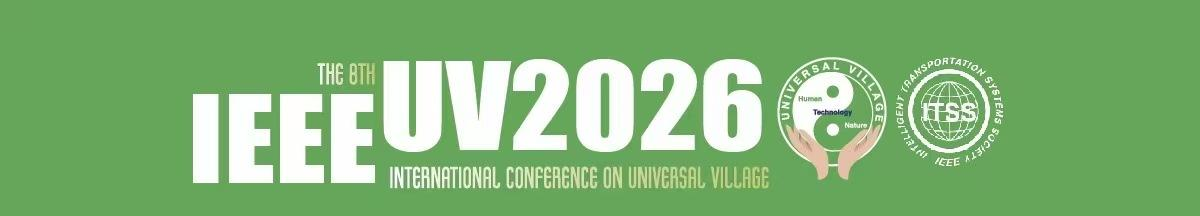 THE 8TH
IEEE
UV2026
INTERNATIONAL CONFERENCE ON UNIVERSAL VILLAGE
UNIVERSAL VILLAGE
Human
Technology
Nature
INTELLIGENT TRANSPORTATION SYSTEMS SOCIETY
ITSS
IEEE